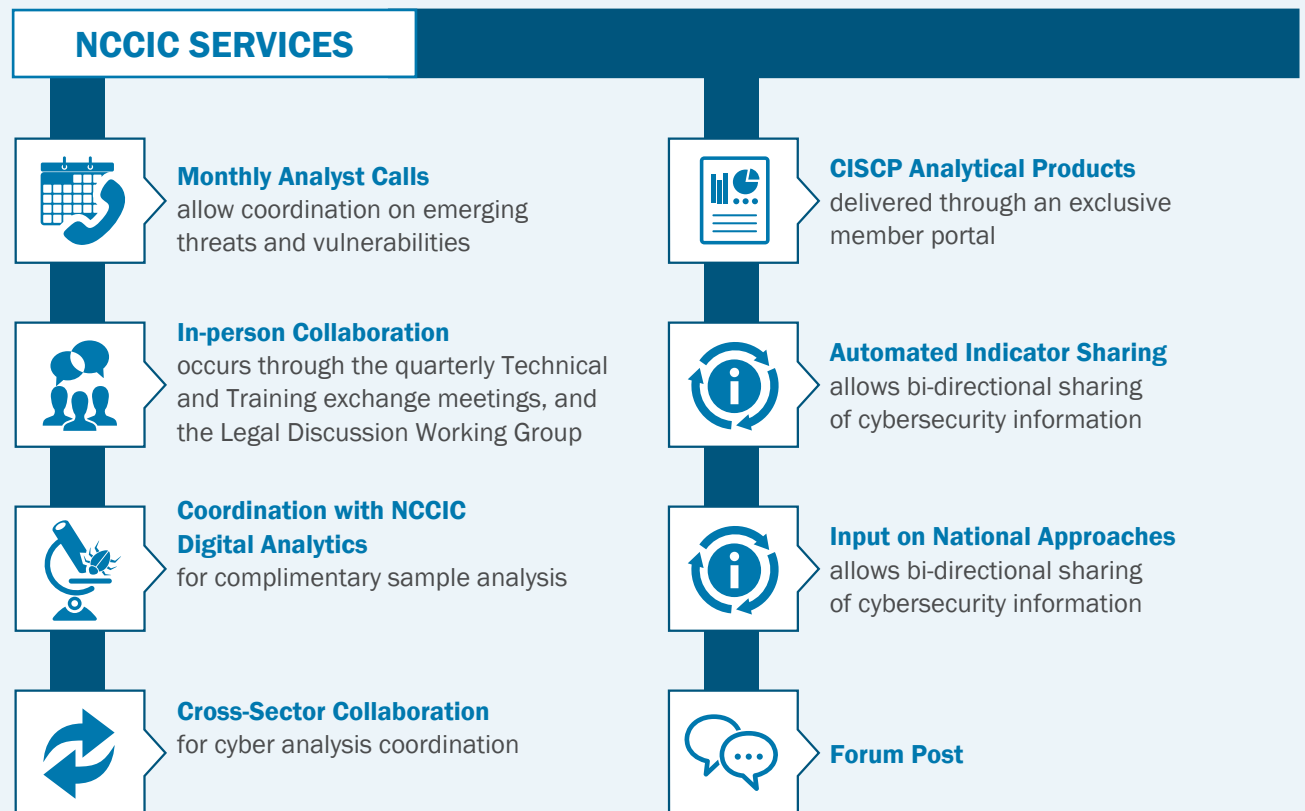 NCCIC SERVICES
Monthly Analyst Calls
allow coordination on emerging
threats and vulnerabilities
In-person Collaboration
occurs through the quarterly Technical
and Training exchange meetings, and
the Legal Discussion Working Group
Coordination with NCCIC
Digital Analytics
for complimentary sample analysis
Cross-Sector Collaboration
for cyber analysis coordination
CISCP Analytical Products
delivered through an exclusive
member portal
Automated Indicator Sharing
allows bi-directional sharing
of cybersecurity information
Input on National Approaches
allows bi-directional sharing
of cybersecurity information
Forum Post